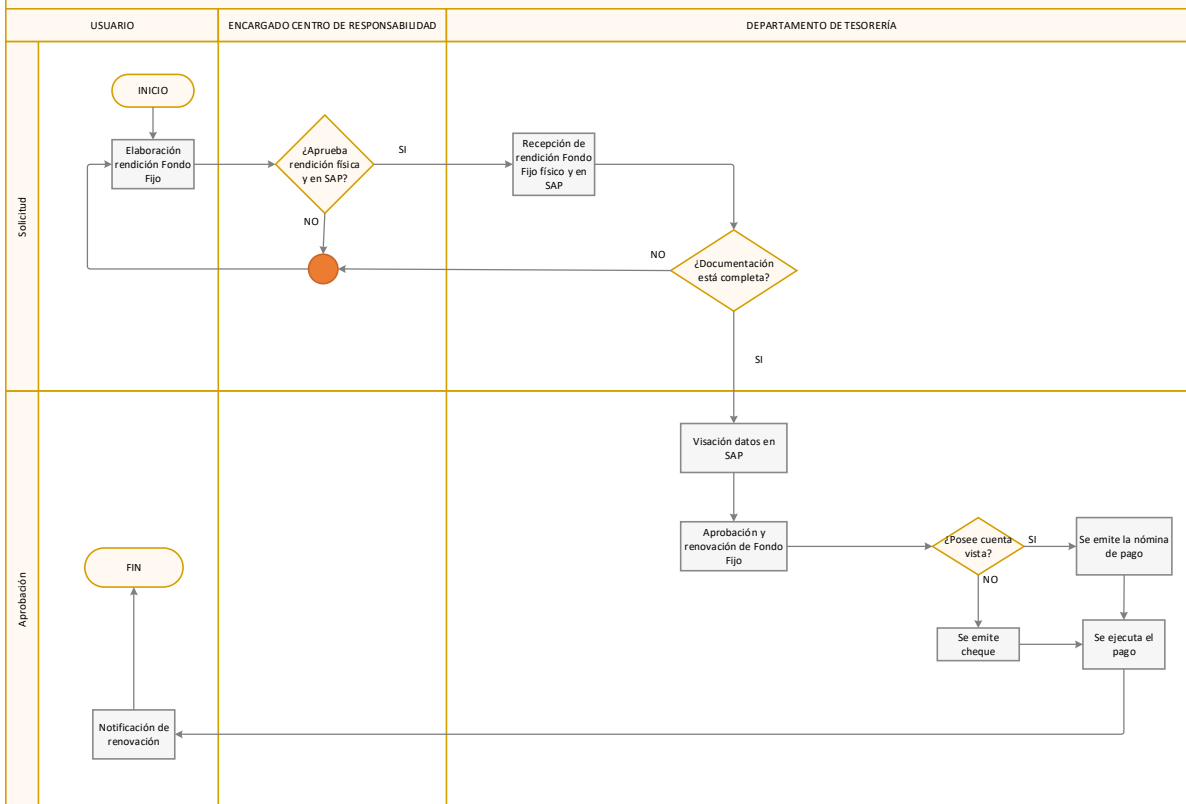 USUARIO
ENCARGADO CENTRO DE RESPONSABILIDAD
DEPARTAMENTO DE TESORERÍA
Solicitud
INICIO
Elaboración
rendición Fondo
Fijo
¿Aprueba
rendición física
y en SAP?
SI
NO
Recepción de
rendición Fondo
Fijo físico y en
SAP
¿Documentación
está completa?
NO
SI
Aprobación
Visación datos en
SAP
Aprobación y
renovación de Fondo
Fijo
¿Posee cuenta
vista?
SI
NO
Se emite la nómina
de pago
Se emite
cheque
Se ejecuta el
pago
Notificación de
renovación
FIN